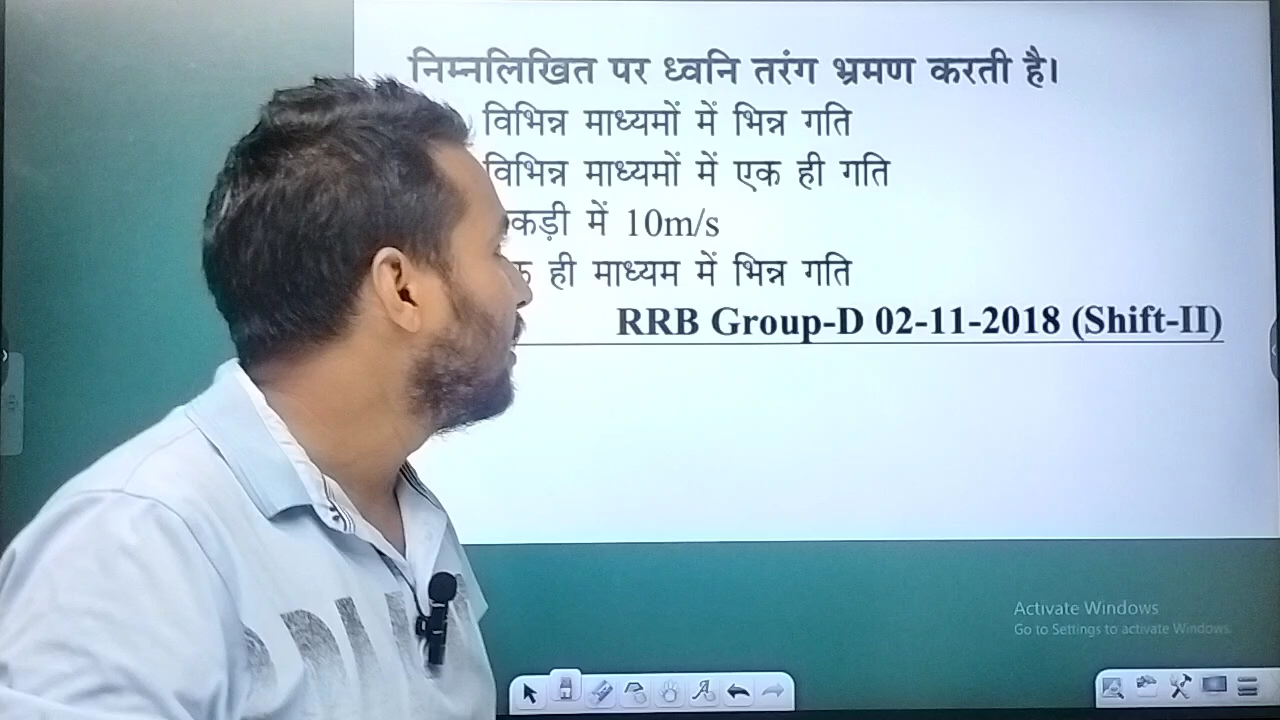 निम्नलिखित पर ध्वनि तरंग भ्रमण करती है।
विभिन्न माध्यमों में भिन्न गति
विभिन्न माध्यमों में एक ही गति
में 10m/s
ही माध्यम में भिन्न गति
RRB Group-D 02-11-2018 (Shift-II)
Activate Windows
Go to Settings to activate Windows.